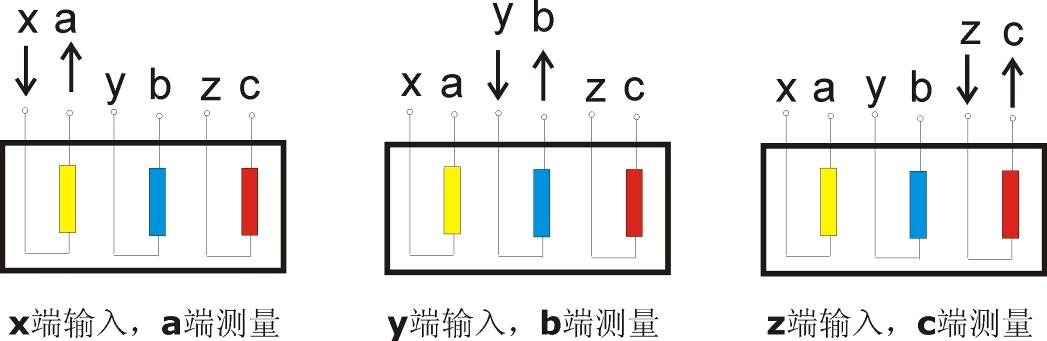 x a
y b z c
x端输入，a端测量
y b
x a z c
y端输入，b端测量
z c
x a y b
z端输入，c端测量